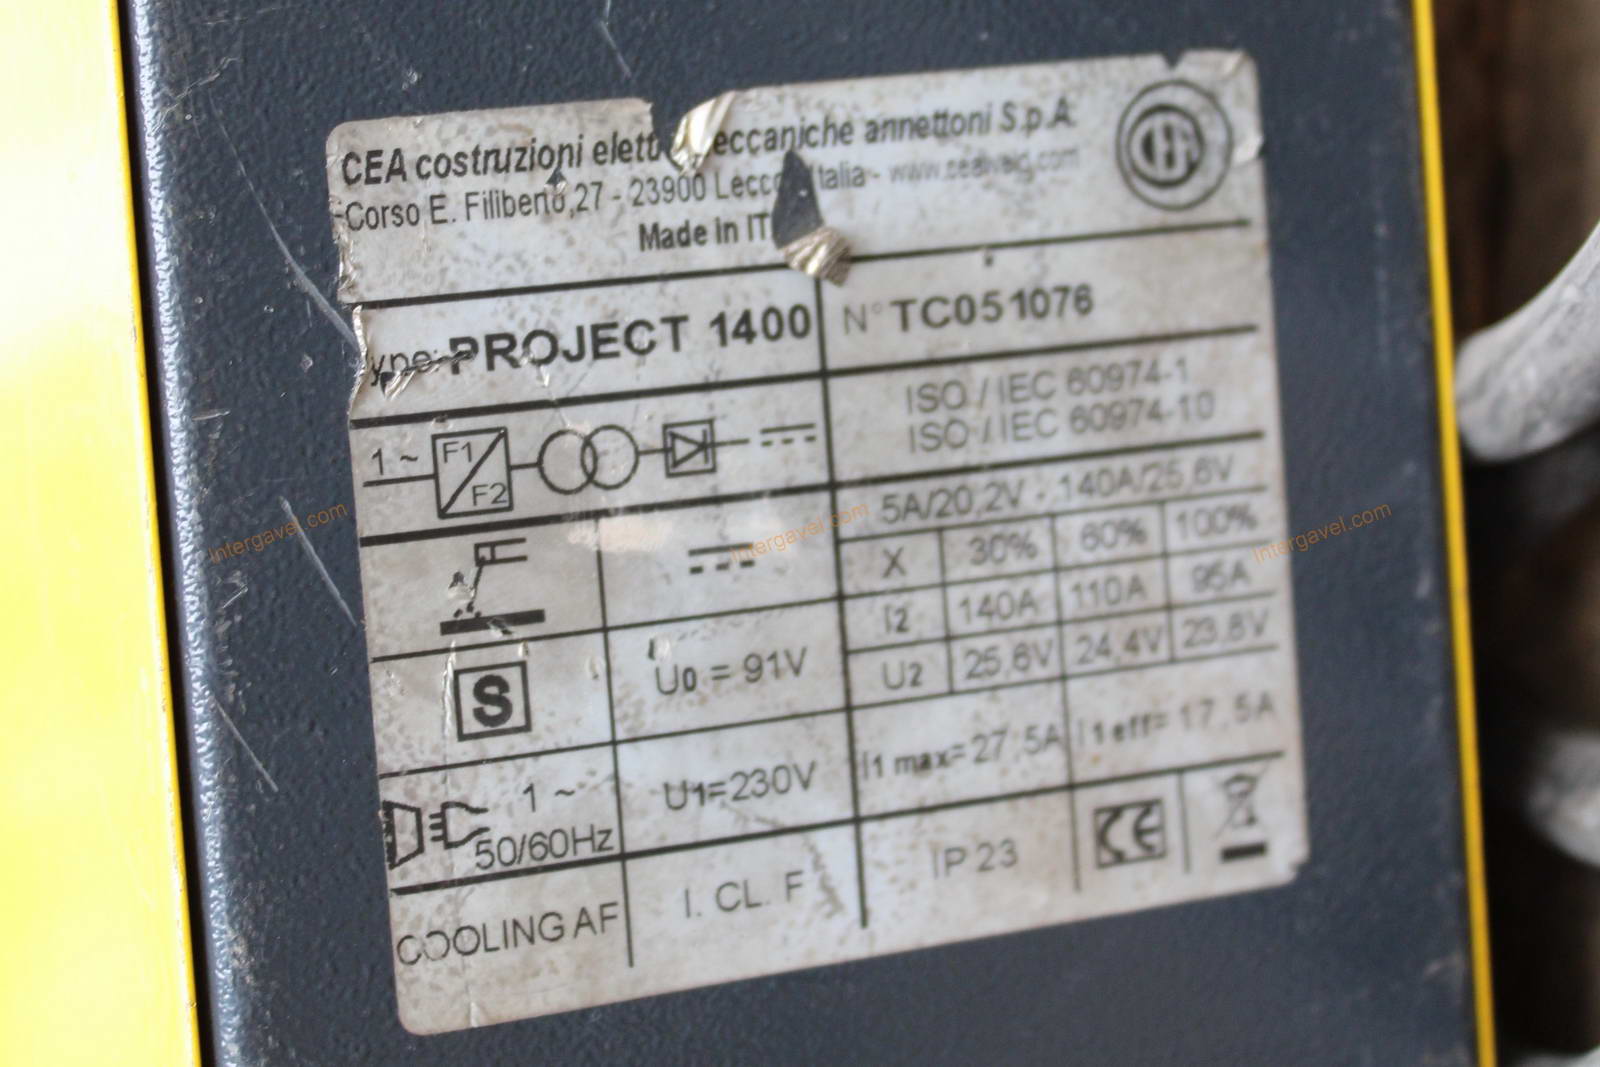 CEA costruzioni elett eccaniche annettoni S.p.A.
Corso E. Filiberto,27 - 23900 Lecco Italia - www.ceaweld.com
Made in IT
CEA
ype: PROJECT 1400
N° TC051076
1 ~ F1 F2
ISO / IEC 60974-1
ISO / IEC 60974-10
5A/20,2V - 140A/25,6V
X 30% 60% 100%
I2 140A 110A 95A
U2 25,6V 24,4V 23,8V
S
U0 = 91V
1 ~
50/60Hz
U1=230V
I1 max= 27,5A
I1 eff= 17,5A
COOLING AF
I. CL. F
IP 23
CE
Intergavel.com
Intergavel.com
Intergavel.com